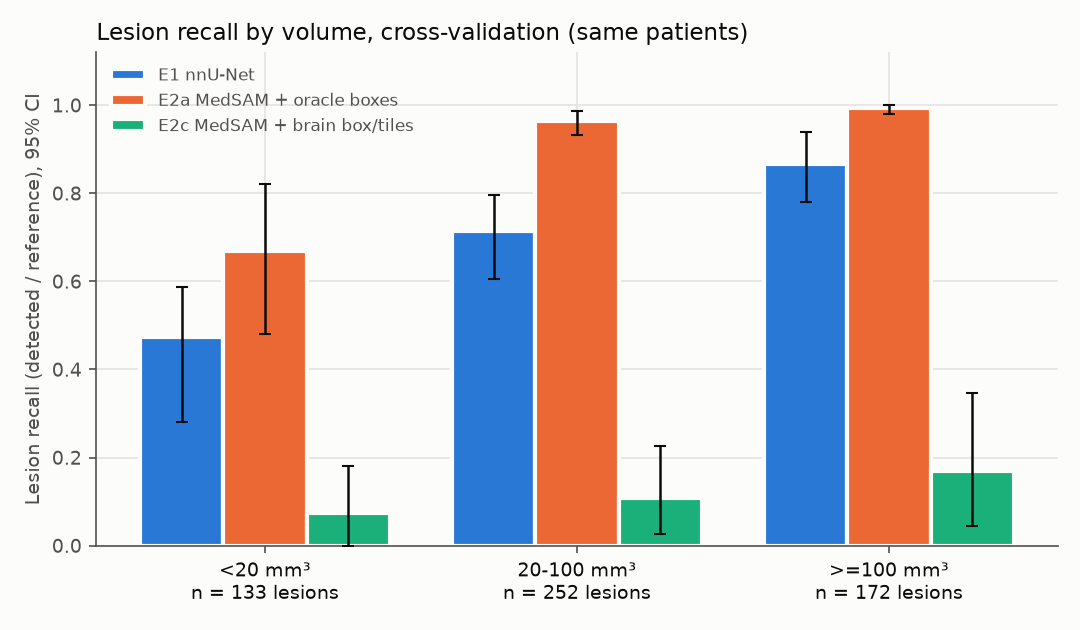 Lesion recall by volume, cross-validation (same patients)
E1 nnU-Net
E2a MedSAM + oracle boxes
E2c MedSAM + brain box/tiles
Lesion recall (detected / reference), 95% CI
1.0
0.8
0.6
0.4
0.2
0.0
<20 mm³
n = 133 lesions
20-100 mm³
n = 252 lesions
>=100 mm³
n = 172 lesions